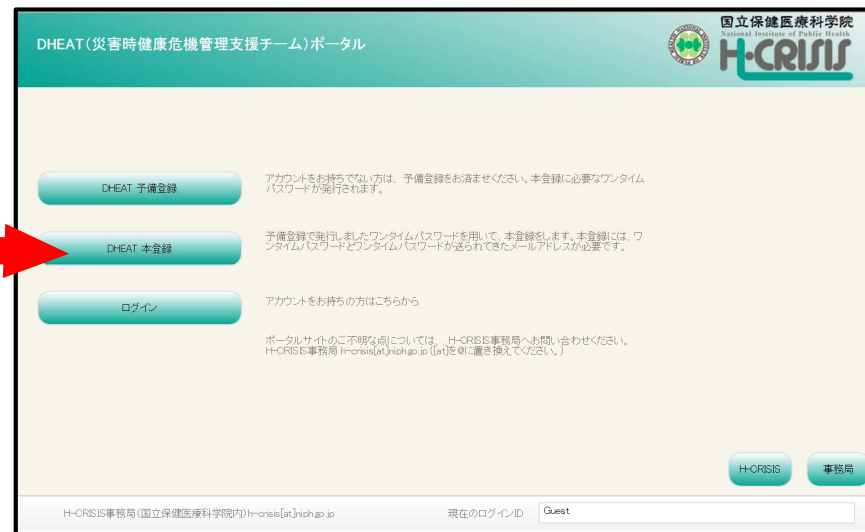 DHEAT(災害時健康危機管理支援チーム)ポータル
国立保健医療科学院
National Institute of Public Health
H-CRISIS
DHEAT 予備登録
アカウントをお持ちでない方は、予備登録をお済ませください。本登録に必要なワンタイム
パスワードが発行されます。
DHEAT 本登録
予備登録で発行しましたワンタイムパスワードを用いて、本登録をします。本登録には、ワ
ンタイムパスワードとワンタイムパスワードが送られてきたメールアドレスが必要です。
ログイン
アカウントをお持ちの方はこちらから
ポータルサイトのご不明な点については、、H-CRISIS事務局へお問い合わせください。
H-CRISIS事務局 h-crisis[at]niph.go.jp ([at]を@に置き換えてください。)
H-CRISIS
事務局
H-CRISIS事務局(国立保健医療科学院内)h-crisis[at]niph.go.jp
現在のログインID
Guest